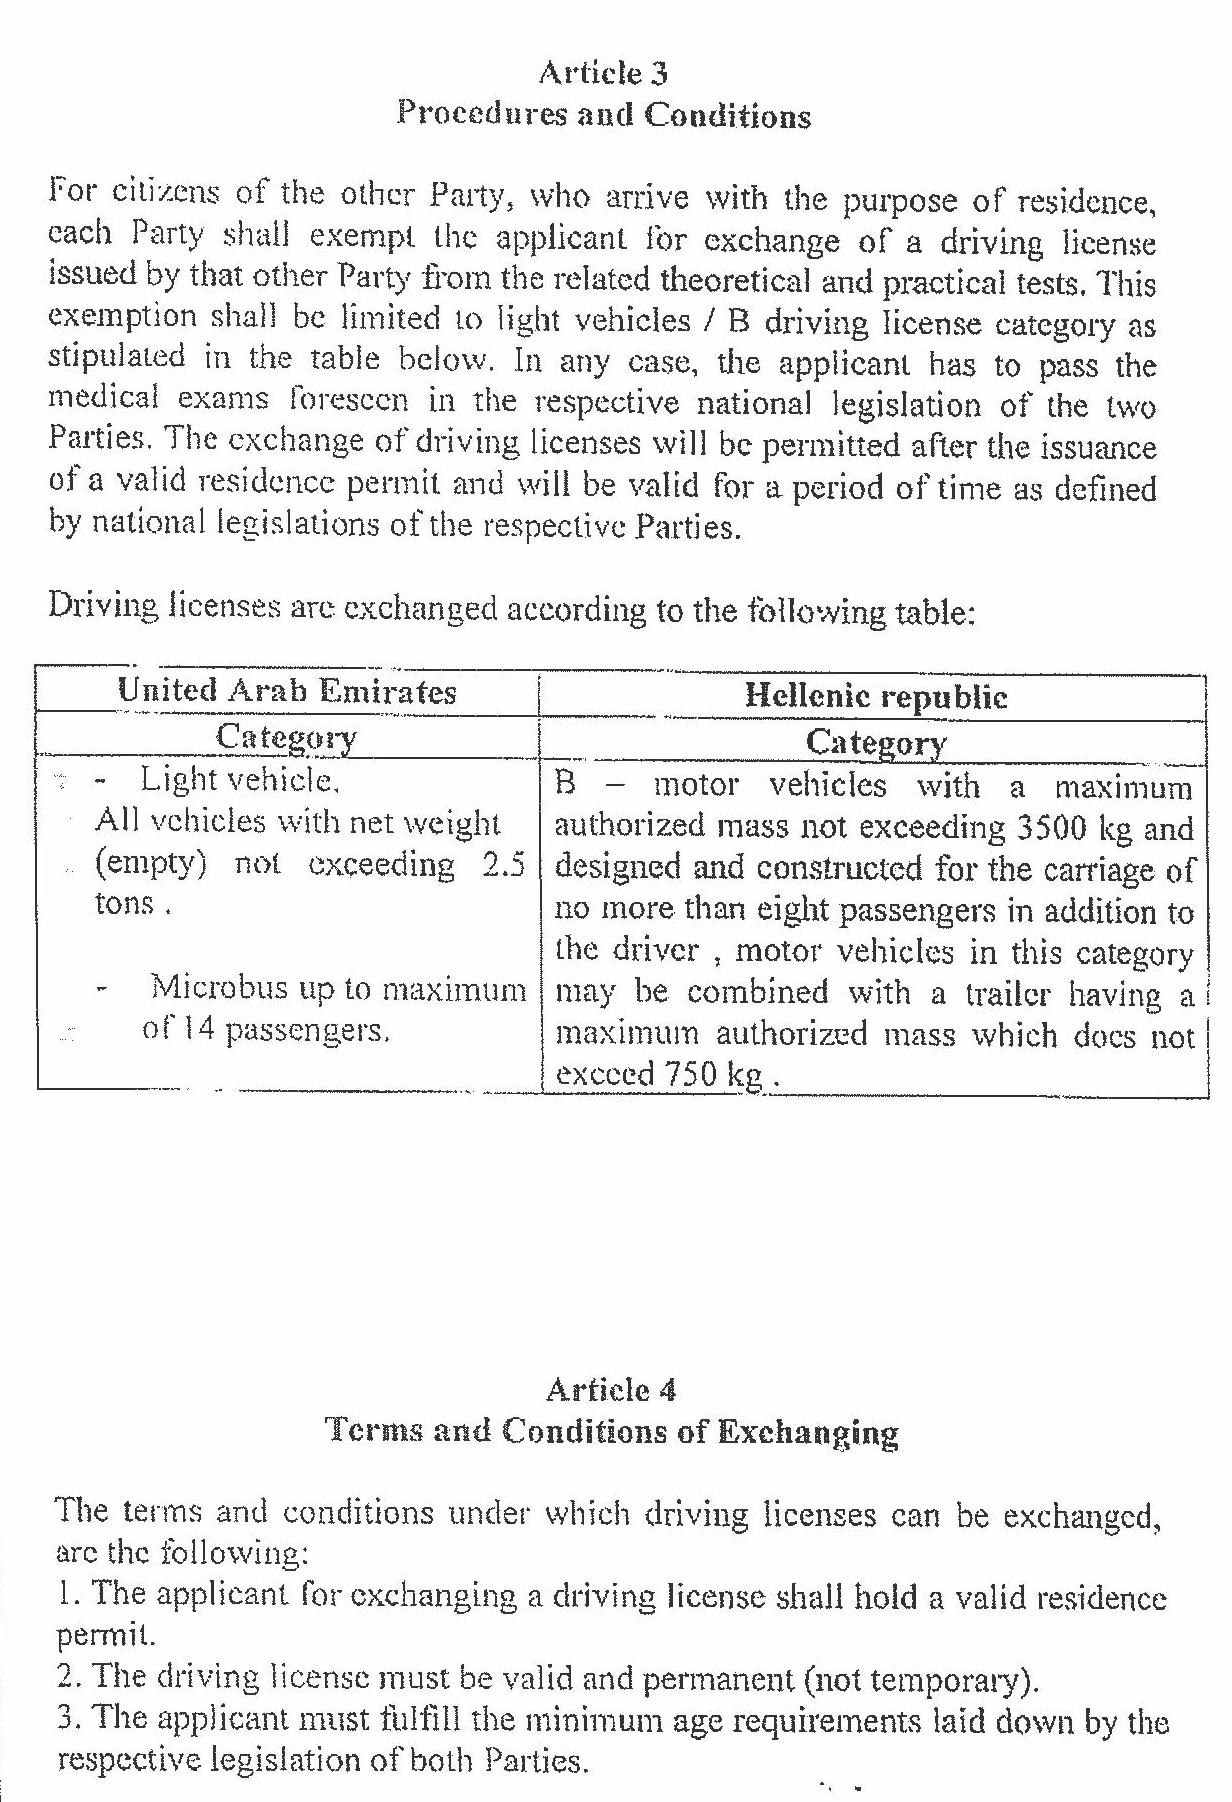 Article 3
Procedures and Conditions
For citizens of the other Party, who arrive with the purpose of residence,
each Party shall exempt the applicant for exchange of a driving license
issued by that other Party from the related theoretical and practical tests. This
exemption shall be limited to light vehicles / B driving license category as
stipulated in the table below. In any case, the applicant has to pass the
medical exams foreseen in the respective national legislation of the two
Parties. The exchange of driving licenses will be permitted after the issuance
of a valid residence permit and will be valid for a period of time as defined
by national legislations of the respective Parties.
Driving licenses are exchanged according to the following table:
United Arab Emirates
Hellenic republic
Category
Category
- Light vehicle.
All vehicles with net weight
(empty) not exceeding 2.5
tons .
- Microbus up to maximum
of 14 passengers.
B – motor vehicles with a maximum
authorized mass not exceeding 3500 kg and
designed and constructed for the carriage of
no more than eight passengers in addition to
the driver , motor vehicles in this category
may be combined with a trailer having a
maximum authorized mass which does not
exceed 750 kg .
Article 4
Terms and Conditions of Exchanging
The terms and conditions under which driving licenses can be exchanged,
are the following:
1. The applicant for exchanging a driving license shall hold a valid residence
permit.
2. The driving license must be valid and permanent (not temporary).
3. The applicant must fulfill the minimum age requirements laid down by the
respective legislation of both Parties.